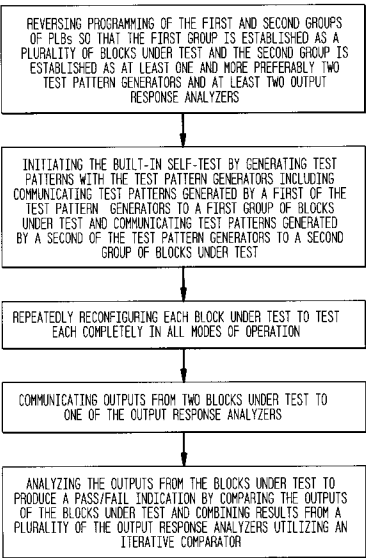 REVERSING PROGRAMMING OF THE FIRST AND SECOND GROUPS
OF PLBs SO THAT THE FIRST GROUP IS ESTABLISHED AS A
PLURALITY OF BLOCKS UNDER TEST AND THE SECOND GROUP IS
ESTABLISHED AS AT LEAST ONE AND MORE PREFERABLY TWO
TEST PATTERN GENERATORS AND AT LEAST TWO OUTPUT
RESPONSE ANALYZERS
INITIATING THE BUILT-IN SELF-TEST BY GENERATING TEST
PATTERNS WITH THE TEST PATTERN GENERATORS INCLUDING
COMMUNICATING TEST PATTERNS GENERATED BY A FIRST OF THE
TEST PATTERN GENERATORS TO A FIRST GROUP OF BLOCKS
UNDER TEST AND COMMUNICATING TEST PATTERNS GENERATED
BY A SECOND OF THE TEST PATTERN GENERATORS TO A SECOND
GROUP OF BLOCKS UNDER TEST
REPEATEDLY RECONFIGURING EACH BLOCK UNDER TEST TO TEST
EACH COMPLETELY IN ALL MODES OF OPERATION
COMMUNICATING OUTPUTS FROM TWO BLOCKS UNDER TEST TO
ONE OF THE OUTPUT RESPONSE ANALYZERS
ANALYZING THE OUTPUTS FROM THE BLOCKS UNDER TEST TO
PRODUCE A PASS/FAIL INDICATION BY COMPARING THE OUTPUTS
OF THE BLOCKS UNDER TEST AND COMBINING RESULTS FROM A
PLURALITY OF THE OUTPUT RESPONSE ANALYZERS UTILIZING AN
ITERATIVE COMPARATOR